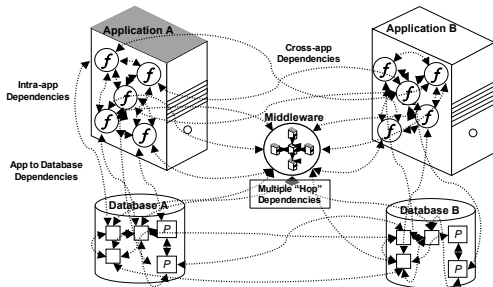 Application A
Application B
Cross-app
Dependencies
Intra-app
Dependencies
Middleware
App to Database
Dependencies
Multiple "Hop"
Dependencies
Database A
Database B
f
f
f
f
f
f
f
f
f
f
P
P
P
P